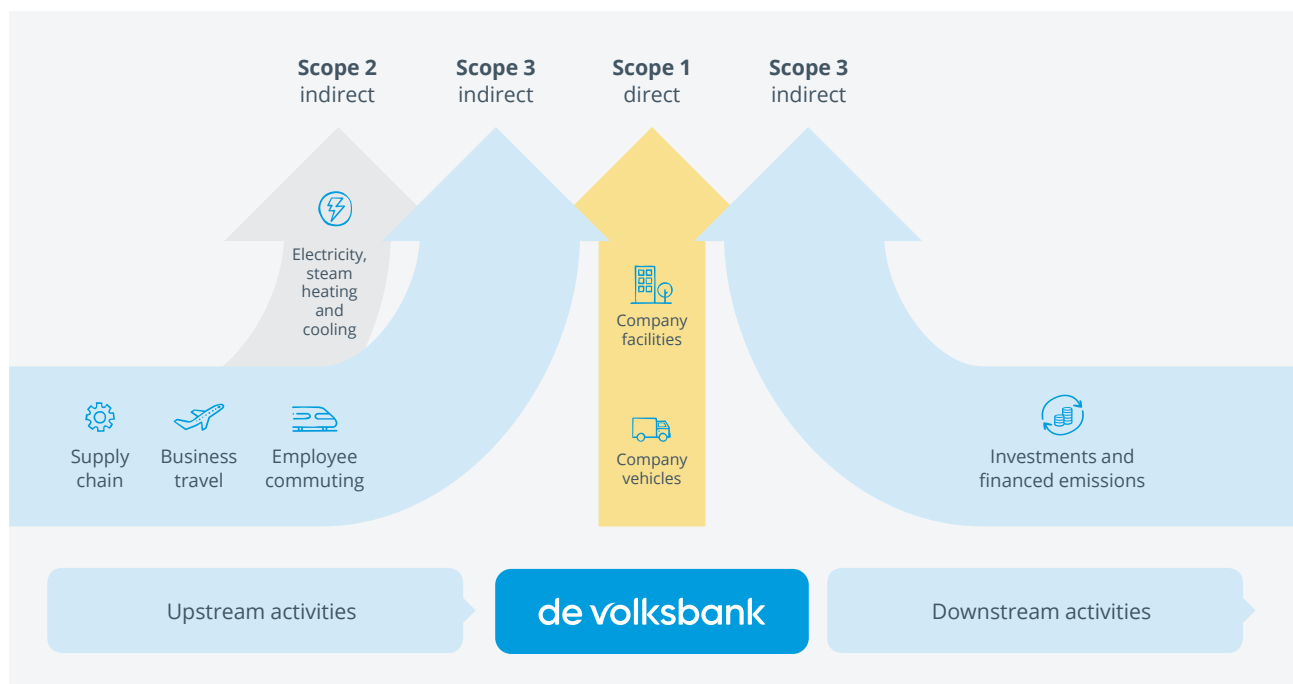 Scope 2
indirect
Scope 3
indirect
Scope 1
direct
Scope 3
indirect
Electricity,
steam
heating
and
cooling
Company
facilities
Supply
chain
Business
travel
Employee
commuting
Company
vehicles
Investments and
financed emissions
Upstream activities
de volksbank
Downstream activities